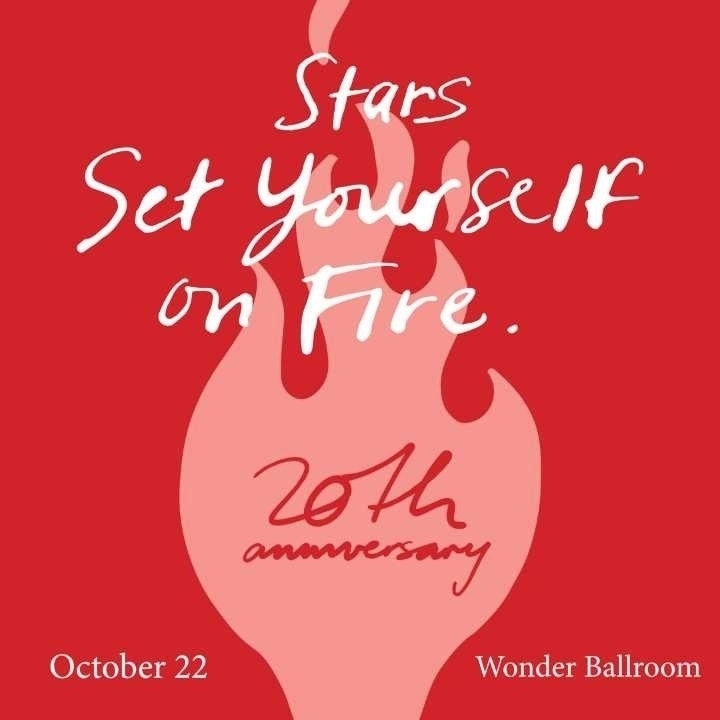 Stars
Set Yourself
on Fire.
20th
anniversary
October 22
Wonder Ballroom